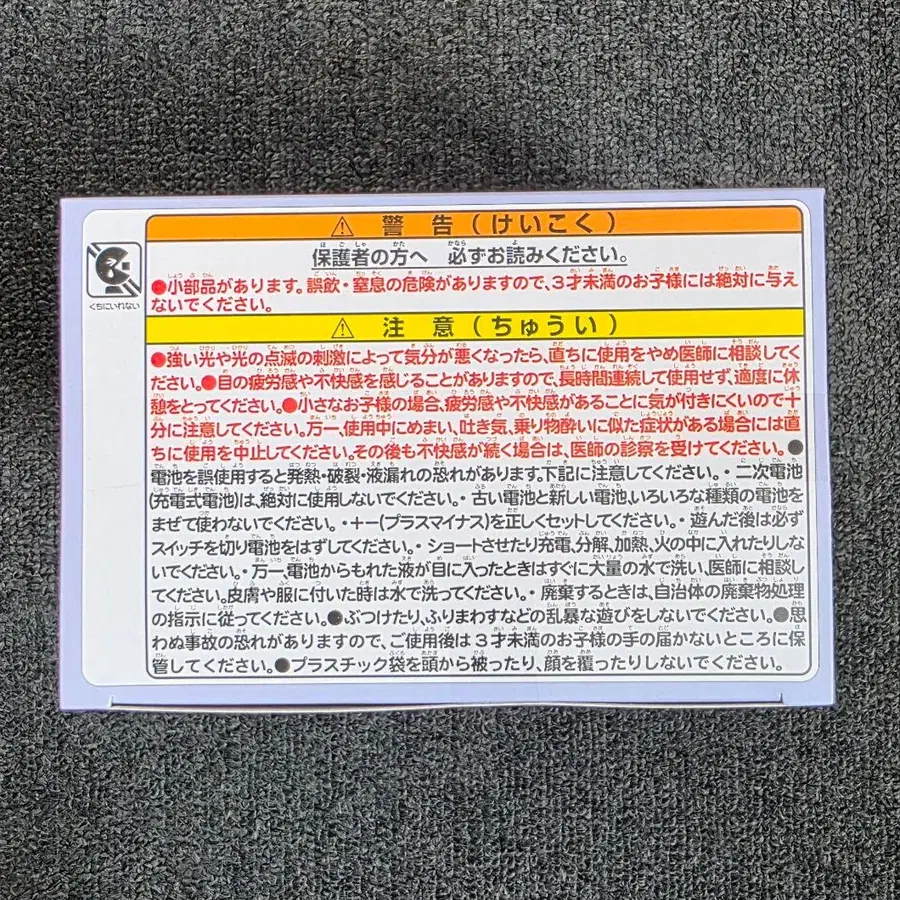 ⚠ 警告(けいこく)
保護者の方へ 必ずお読みください。
●小部品があります。誤飲・窒息の危険がありますので、3才未満のお子様には絶対に与え
ないでください。
くちにいれない
⚠ 注意(ちゅうい)
●強い光や光の点滅の刺激によって気分が悪くなったら、直ちに使用をやめ医師に相談してく
ださい。●目の疲労感や不快感を感じることがありますので、長時間連続して使用せず、適度に休
憩をとってください。●小さなお子様の場合、疲労感や不快感があることに気が付きにくいので十
分に注意してください。万一、使用中にめまい、吐き気、乗り物酔いに似た症状がある場合には直
ちに使用を中止してください。その後も不快感が続く場合は、医師の診察を受けてください。●
電池を誤使用すると発熱・破裂・液漏れの恐れがあります。下記に注意してください。・二次電池
(充電式電池)は、絶対に使用しないでください。・古い電池と新しい電池、いろいろな種類の電池を
まぜて使わないでください。・+−(プラスマイナス)を正しくセットしてください。・遊んだ後は必ず
スイッチを切り電池をはずしてください。・ショートさせたり充電、分解、加熱、火の中に入れたりしな
いでください。・万一、電池からもれた液が目に入ったときはすぐに大量の水で洗い、医師に相談し
てください。皮膚や服に付いた時は水で洗ってください。・廃棄するときは、自治体の廃棄物処理
の指示に従ってください。●ぶつけたり、ふりまわすなどの乱暴な遊びをしないでください。●思
わぬ事故の恐れがありますので、ご使用後は3才未満のお子様の手の届かないところに保
管してください。●プラスチック袋を頭から被ったり、顔を覆ったりしないでください。